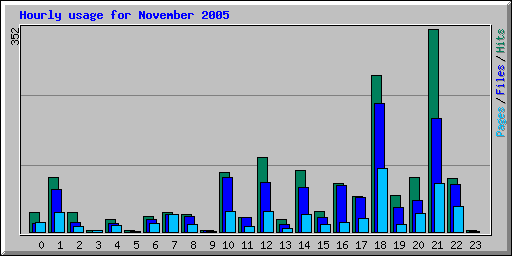 Hourly usage for November 2005
352
Pages / Files / Hits
0 1 2 3 4 5 6 7 8 9 10 11 12 13 14 15 16 17 18 19 20 21 22 23